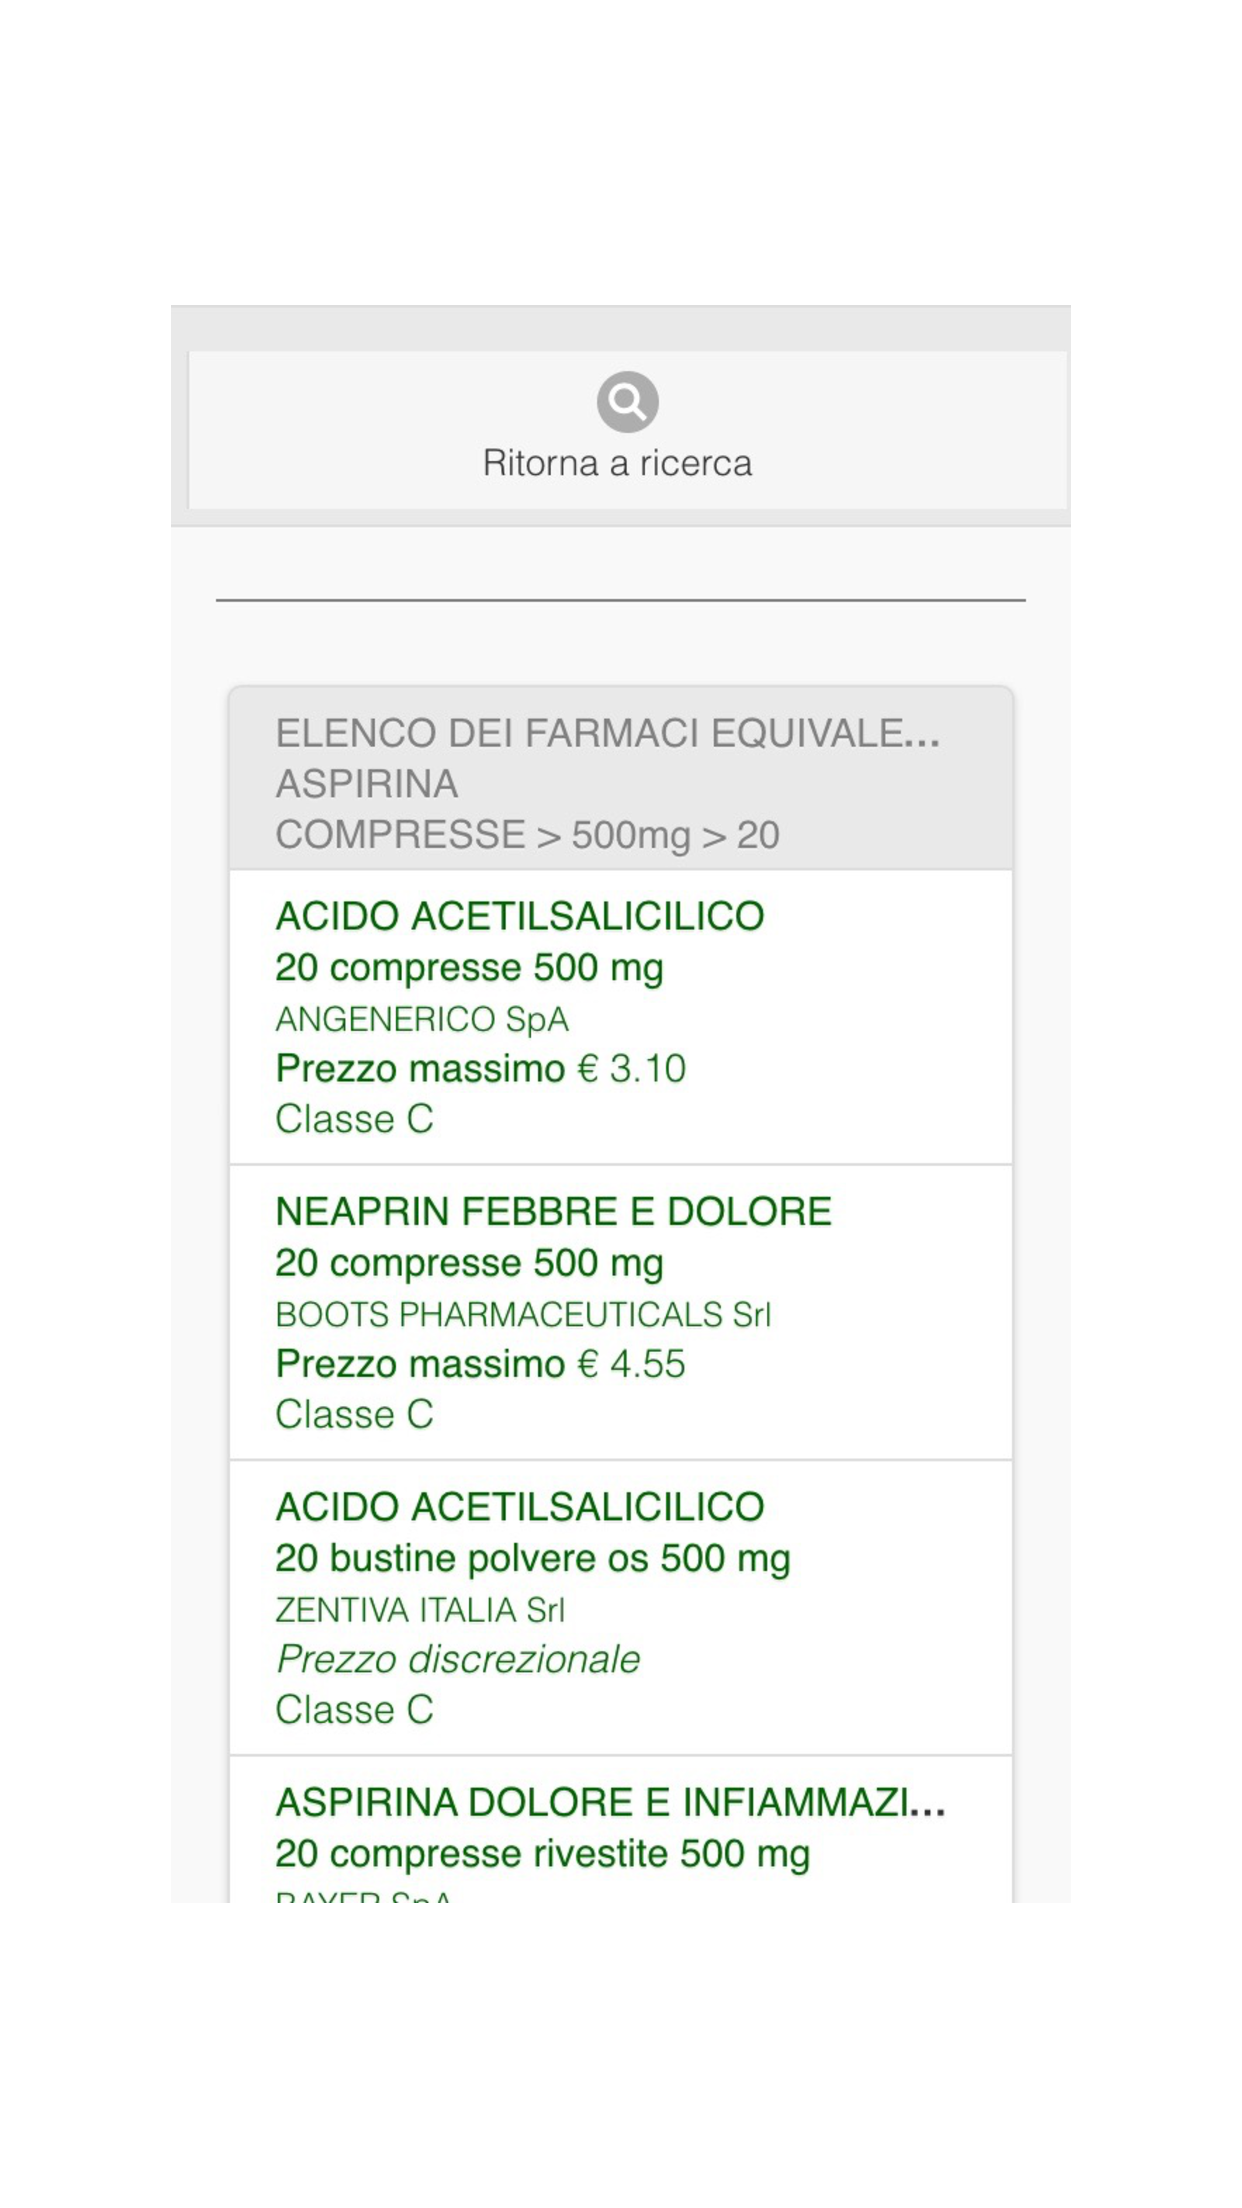 Ritorna a ricerca
ELENCO DEI FARMACI EQUIVALE...
ASPIRINA
COMPRESSE > 500mg > 20
ACIDO ACETILSALICILICO
20 compresse 500 mg
ANGENERICO SpA
Prezzo massimo € 3.10
Classe C
NEAPRIN FEBBRE E DOLORE
20 compresse 500 mg
BOOTS PHARMACEUTICALS Srl
Prezzo massimo € 4.55
Classe C
ACIDO ACETILSALICILICO
20 bustine polvere os 500 mg
ZENTIVA ITALIA Srl
Prezzo discrezionale
Classe C
ASPIRINA DOLORE E INFIAMMAZI...
20 compresse rivestite 500 mg
BAYER SpA